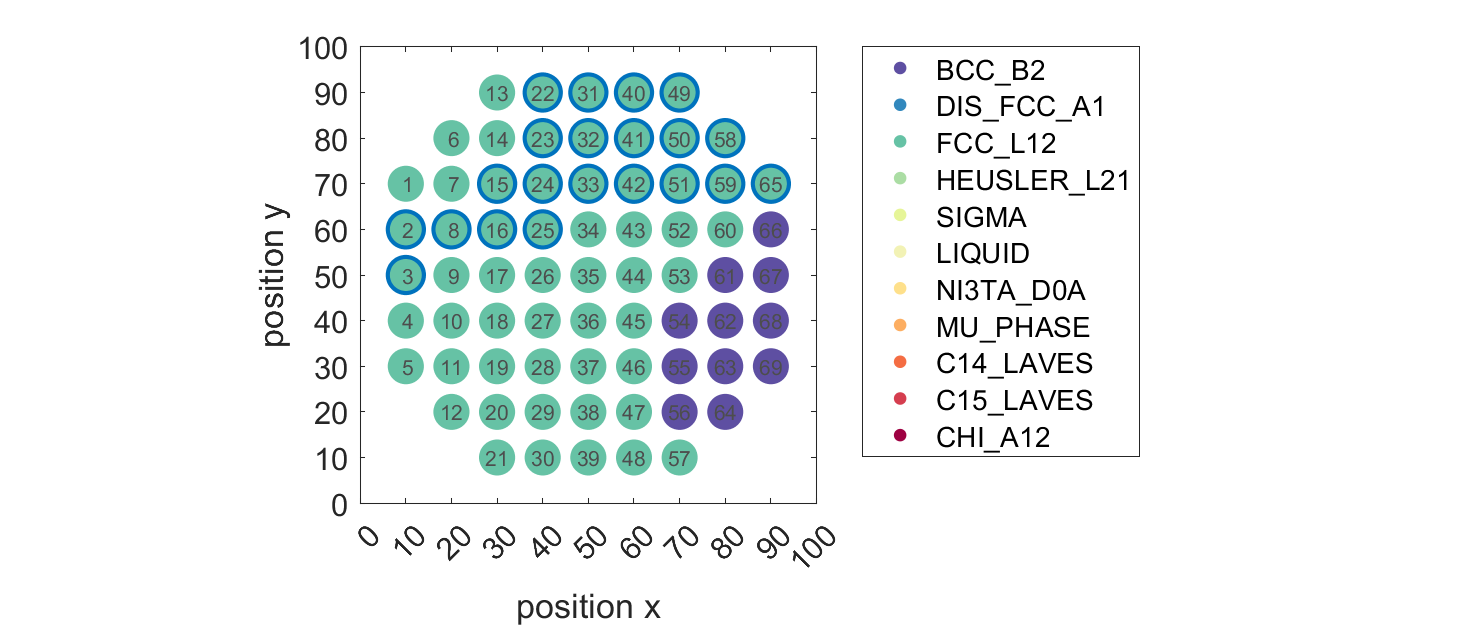 100
90 13 22 31 40 49
80 6 14 23 32 41 50 58
70 1 7 15 24 33 42 51 59 65
60 2 8 16 25 34 43 52 60 66
50 3 9 17 26 35 44 53 61 67
40 4 10 18 27 36 45 54 62 68
30 5 11 19 28 37 46 55 63 69
20 12 20 29 38 47 56 64
10 21 30 39 48 57
0
position y
0 10 20 30 40 50 60 70 80 90 100
position x
BCC_B2
DIS_FCC_A1
FCC_L12
HEUSLER_L21
SIGMA
LIQUID
NI3TA_D0A
MU_PHASE
C14_LAVES
C15_LAVES
CHI_A12